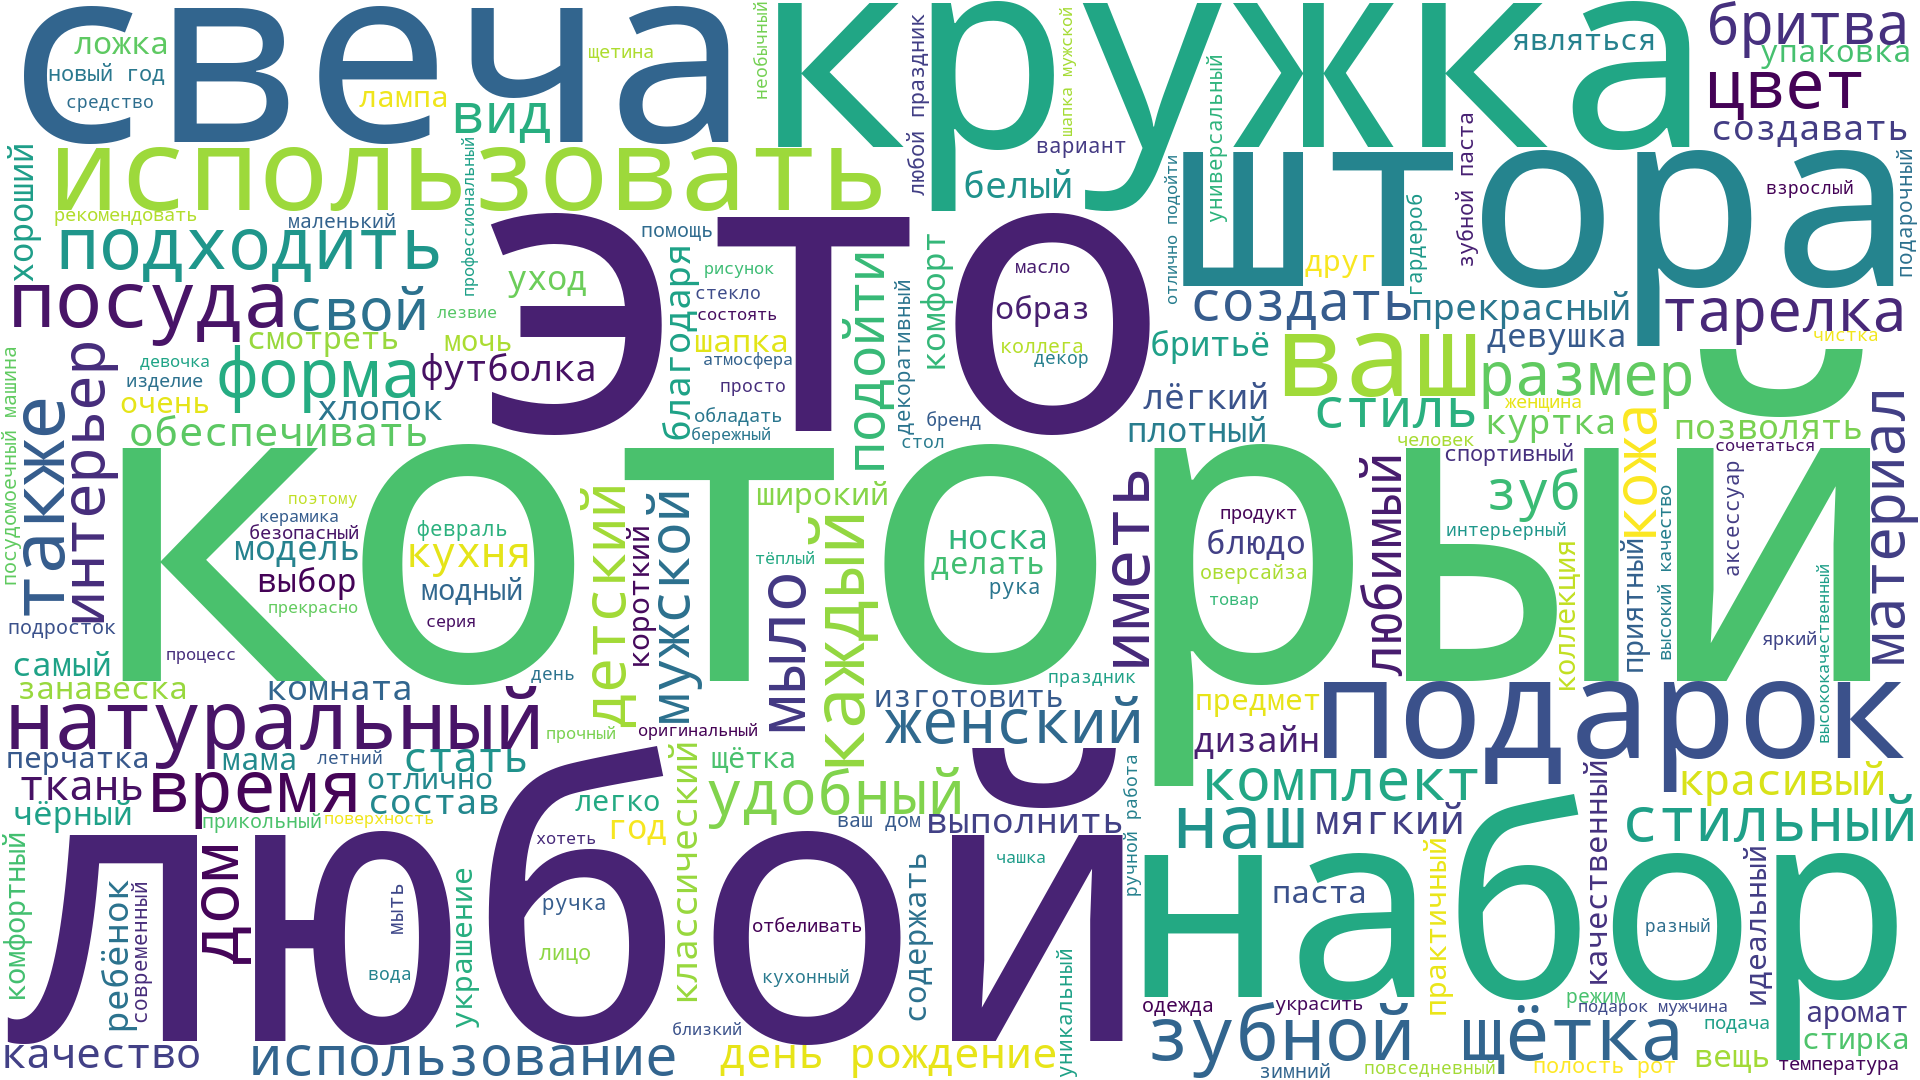 свеча
кружка
ложка
новый год
средство
щетина
лампа
вид
необычный
любой праздник
шапка мужской
вариант
белый
универсальный
являться
бритва
упаковка
цвет
создавать
использовать
штора
зубной паста
взрослый
подарочный
хороший
рекомендовать
маленький
подходить
профессиональный
помощь
это
отлично подойти
гардероб
друг
посуда
свой
уход
лезвие
благодаря
рисунок
стекло
состоять
подойти
декоративный
комфорт
масло
образ
создать
прекрасный
тарелка
смотреть
мочь
шапка
атмосфера
коллега
декор
бритьё
ваш
девушка
чистка
посудомоечный машина
интерьер
девочка
изделие
форма
футболка
просто
размер
также
очень
хлопок
обладать
бережный
бренд
стол
лёгкий
плотный
стиль
женщина
куртка
кожа
позволять
материал
обеспечивать
который
человек
сочетаться
спортивный
аксессуар
поэтому
керамика
безопасный
февраль
кухня
модель
выбор
модный
прекрасно
серия
детский
короткий
мужской
широкий
тёплый
мыло
каждый
носка
делать
рука
иметь
продукт
блюдо
оверсайза
товар
любимый
зуб
интерьерный
коллекция
приятный
высокий качество
яркий
высококачественный
подросток
самый
процесс
занавеска
комната
день
праздник
изготовить
предмет
подарок
натуральный
прочный
оригинальный
женский
дизайн
перчатка
мама
летний
стать
щётка
ткань
время
отлично
состав
классический
удобный
ручной работа
комплект
качественный
красивый
чёрный
прикольный
поверхность
легко
год
хотеть
ваш дом
выполнить
наш
мягкий
стильный
комфортный
любой
чашка
набор
дом
ребёнок
современный
мыть
украшение
ручка
отбеливать
содержать
паста
практичный
идеальный
разный
лицо
вода
кухонный
уникальный
одежда
украсить
режим
подарок мужчина
аромат
близкий
подача
стирка
качество
использование
день рождение
зубной щётка
вещь
температура
зимний
повседневный
полость рот